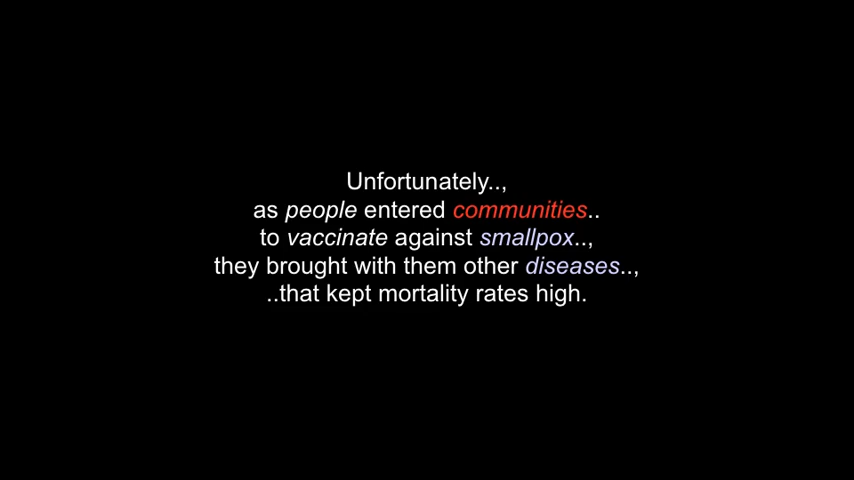 Unfortunately..,
as people entered communities..
to vaccinate against smallpox..,
they brought with them other diseases..,
..that kept mortality rates high.